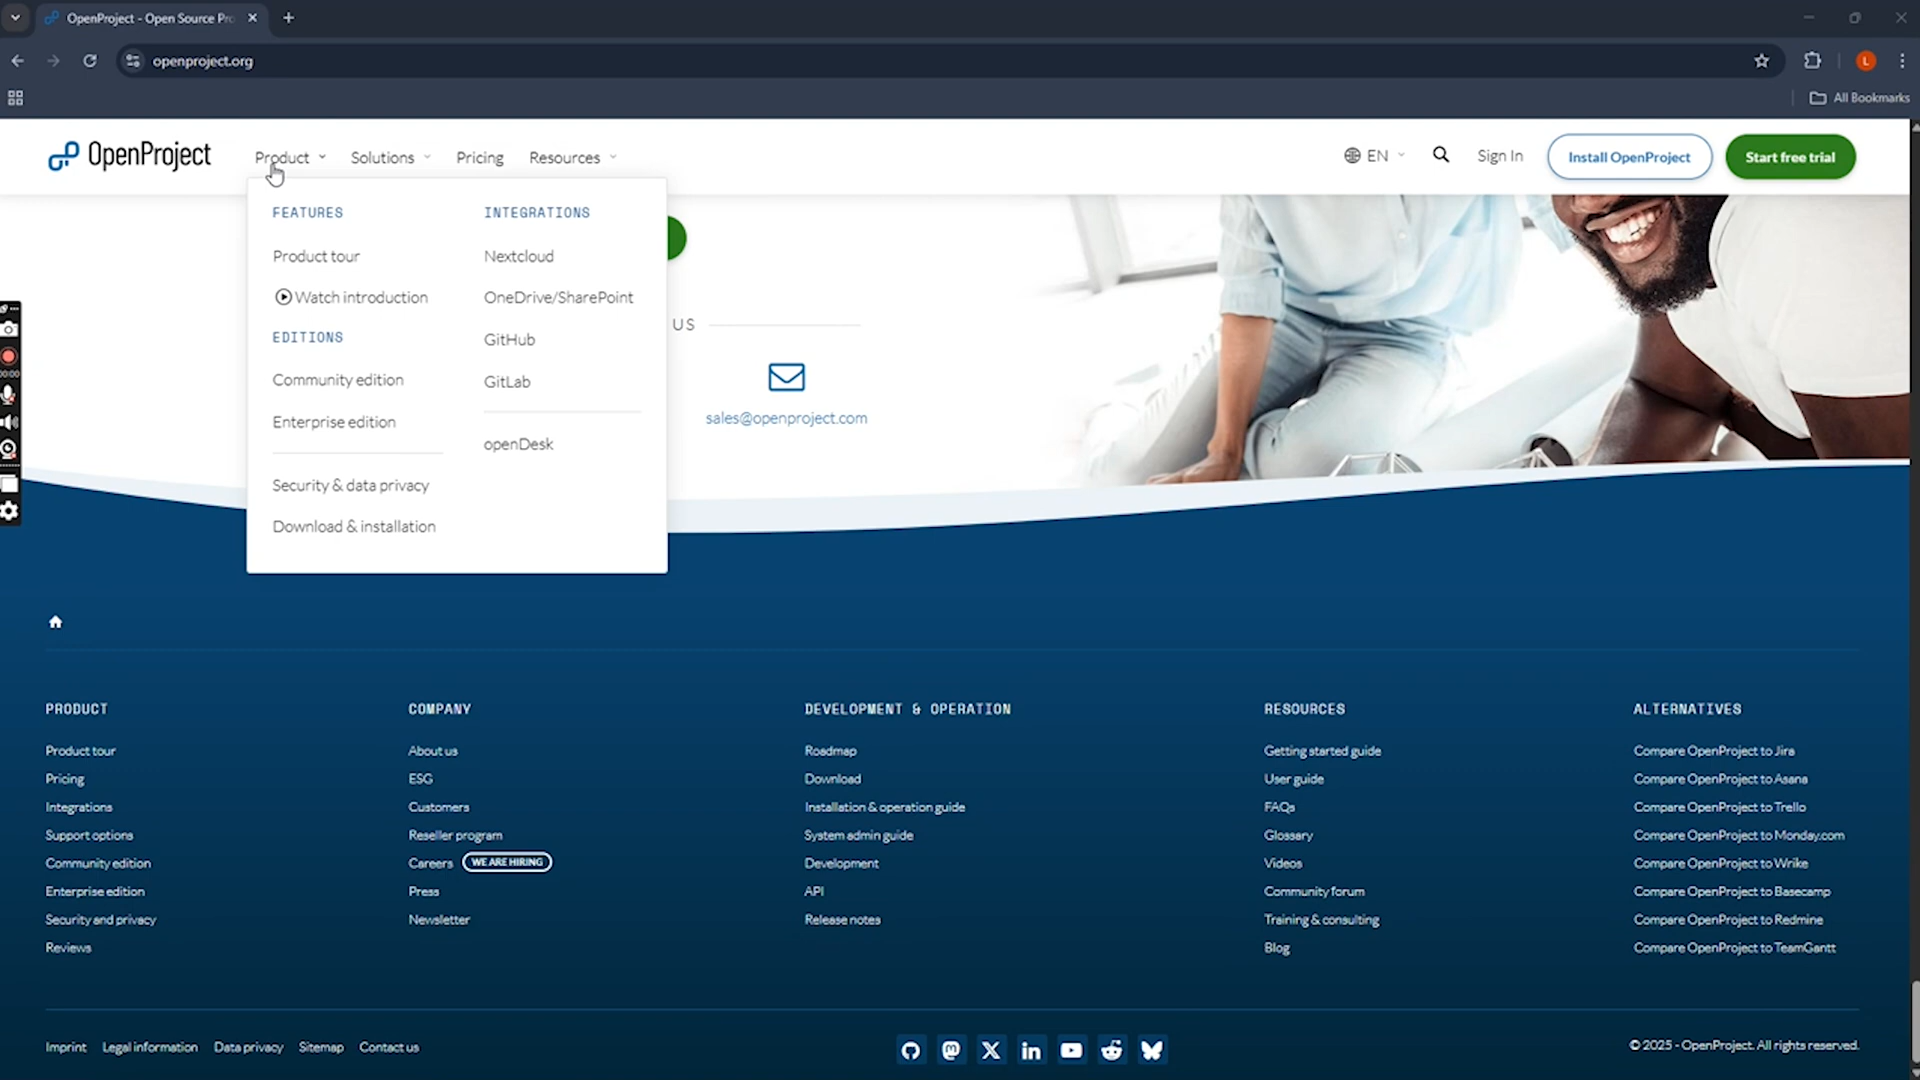 OpenProject - Open Source Pro
openproject.org
All Bookmarks
OpenProject
Product
Solutions
Pricing
Resources
EN
Sign In
Install OpenProject
Start free trial
FEATURES
Product tour
Watch introduction
EDITIONS
Community edition
Enterprise edition
Security & data privacy
Download & installation
INTEGRATIONS
Nextcloud
OneDrive/SharePoint
GitHub
GitLab
openDesk
US
sales@openproject.com
00:00
L
PRODUCT
Product tour
Pricing
Integrations
Support options
Community edition
Enterprise edition
Security and privacy
Reviews
COMPANY
About us
ESG
Customers
Reseller program
Careers WE ARE HIRING
Press
Newsletter
DEVELOPMENT & OPERATION
Roadmap
Download
Installation & operation guide
System admin guide
Development
API
Release notes
RESOURCES
Getting started guide
User guide
FAQs
Glossary
Videos
Community forum
Training & consulting
Blog
ALTERNATIVES
Compare OpenProject to Jira
Compare OpenProject to Asana
Compare OpenProject to Trello
Compare OpenProject to Monday.com
Compare OpenProject to Wrike
Compare OpenProject to Basecamp
Compare OpenProject to Redmine
Compare OpenProject to TeamGantt
Imprint Legal information Data privacy Sitemap Contact us
© 2025 - OpenProject. All rights reserved.